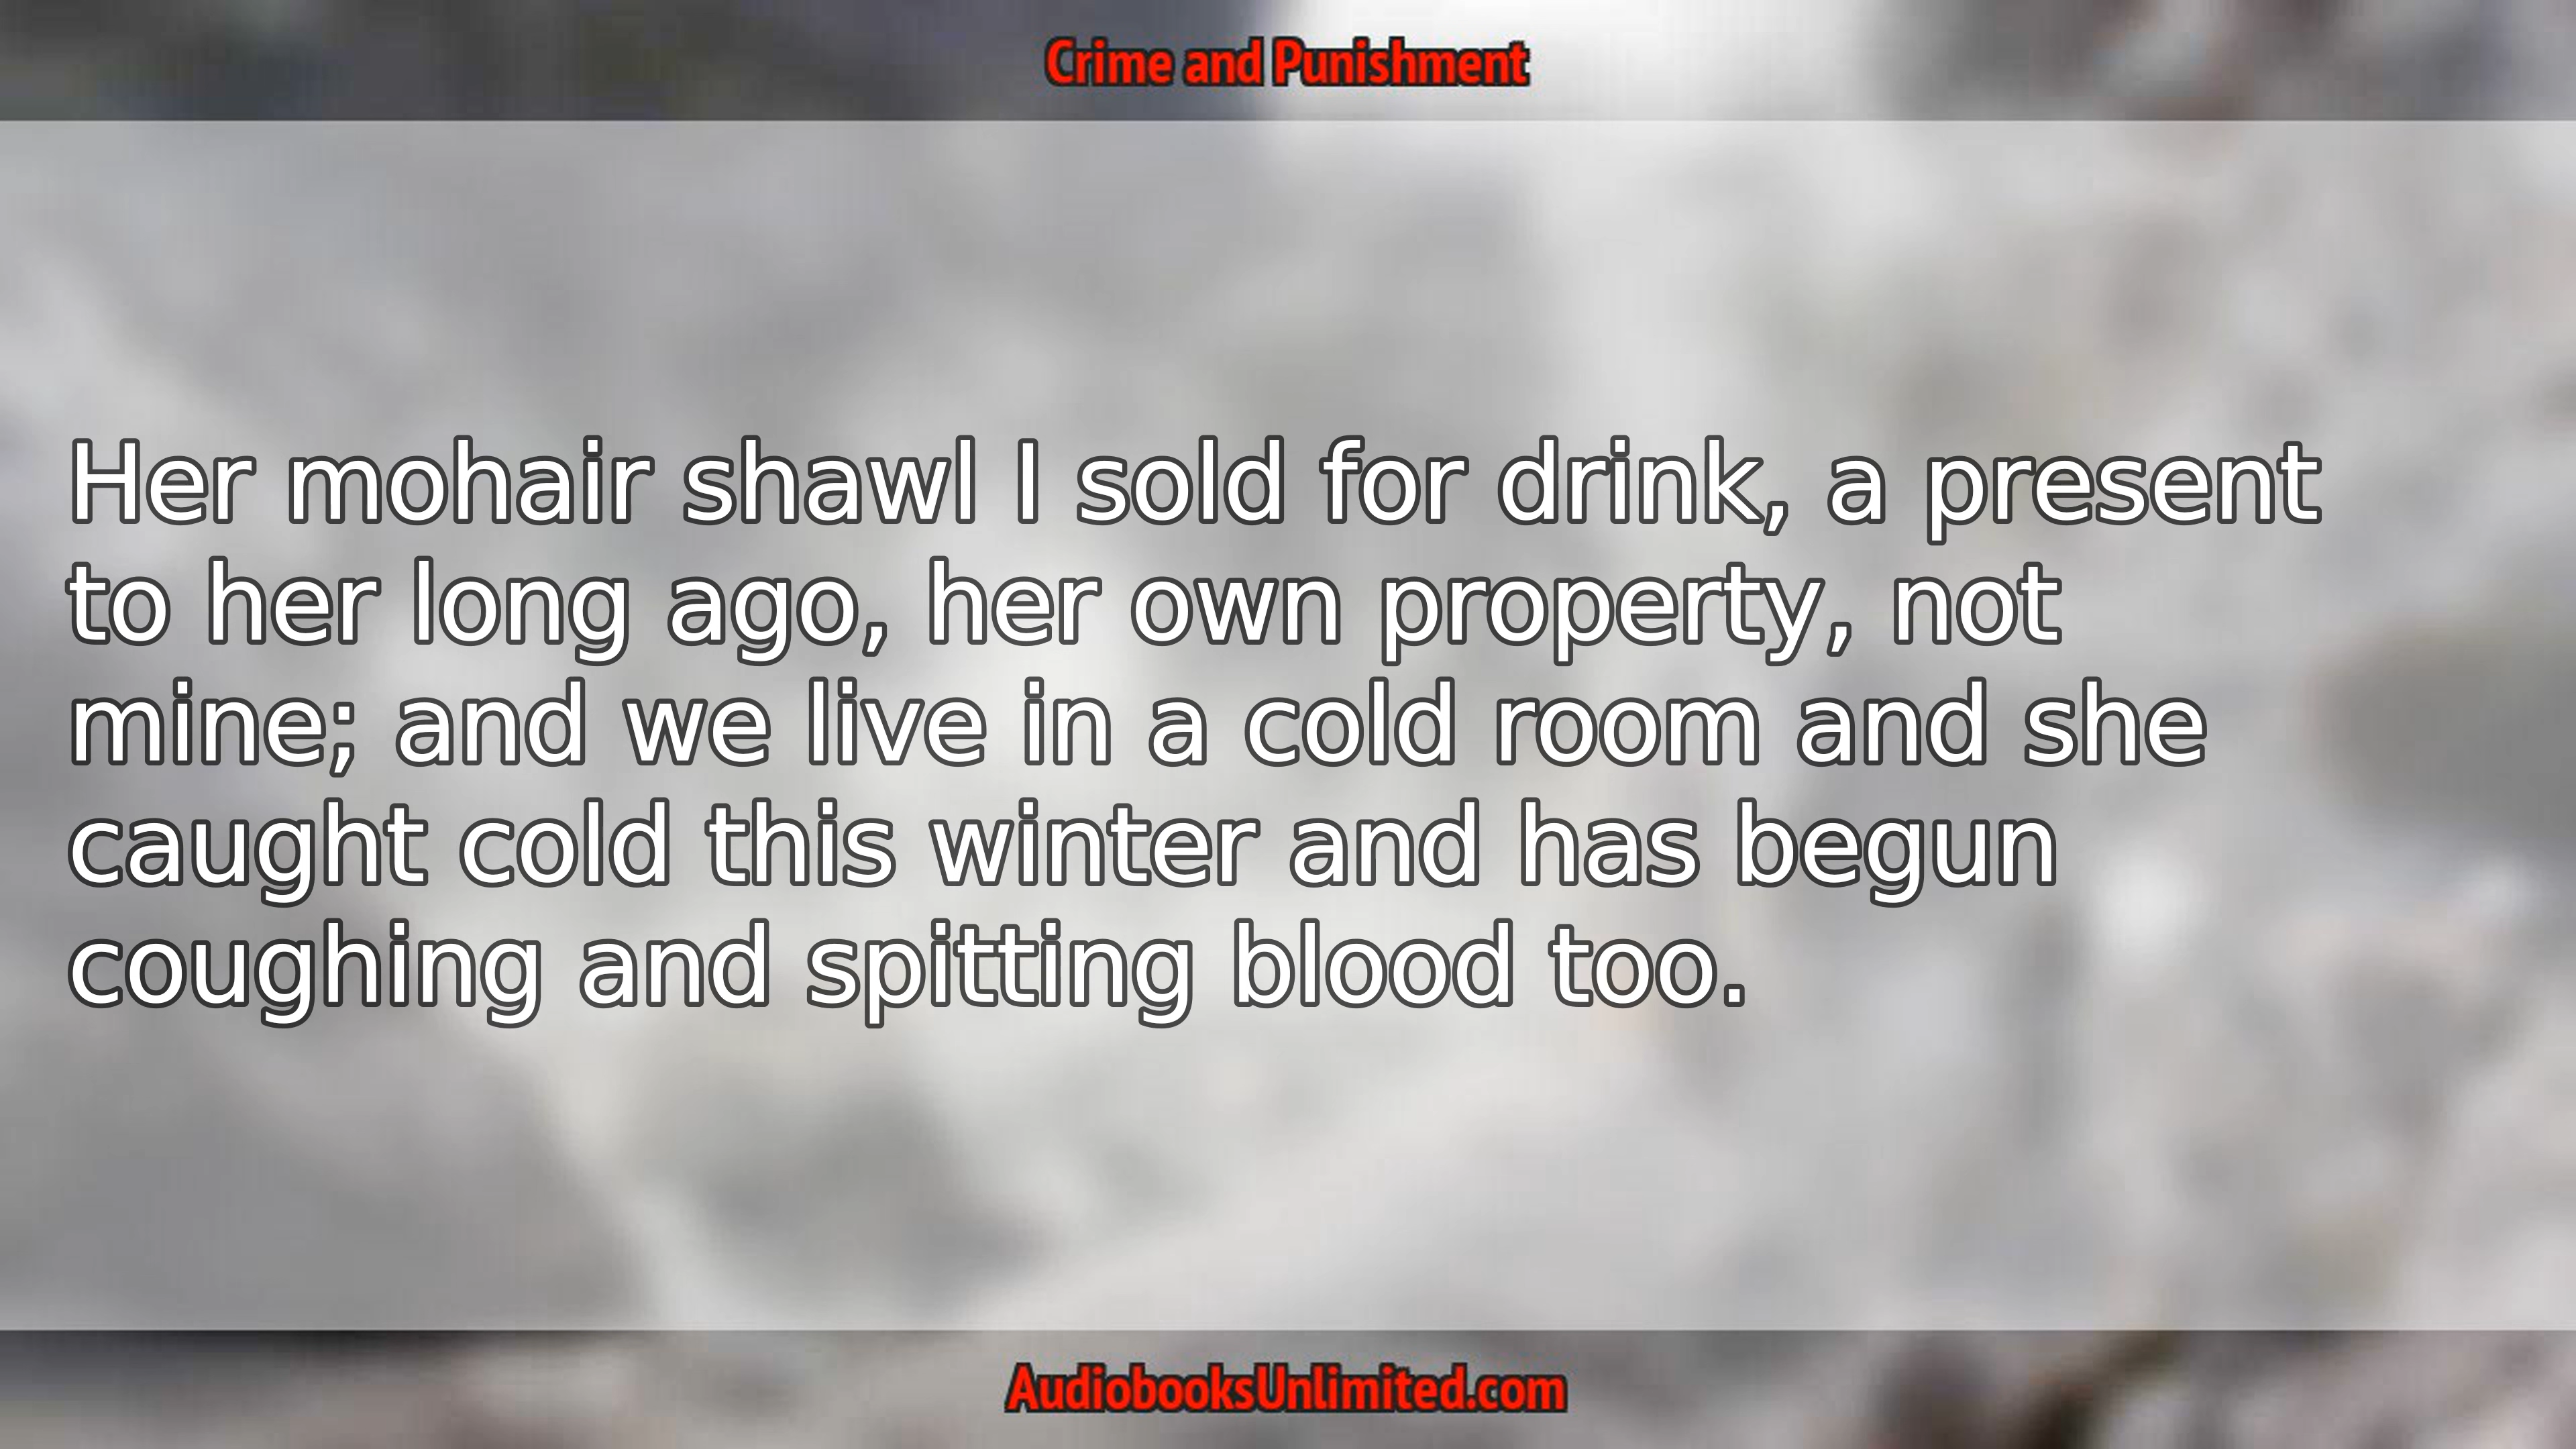 Crime and Punishment
Her mohair shawl I sold for drink, a present
to her long ago, her own property, not
mine; and we live in a cold room and she
caught cold this winter and has begun
coughing and spitting blood too.
AudiobooksUnlimited.com